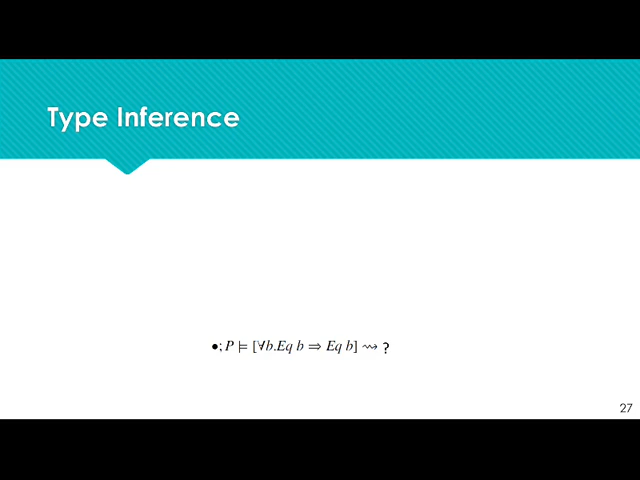 Type Inference
•; P ⊨ [∀b.Eq b ⇒ Eq b] ⇝ ?
27